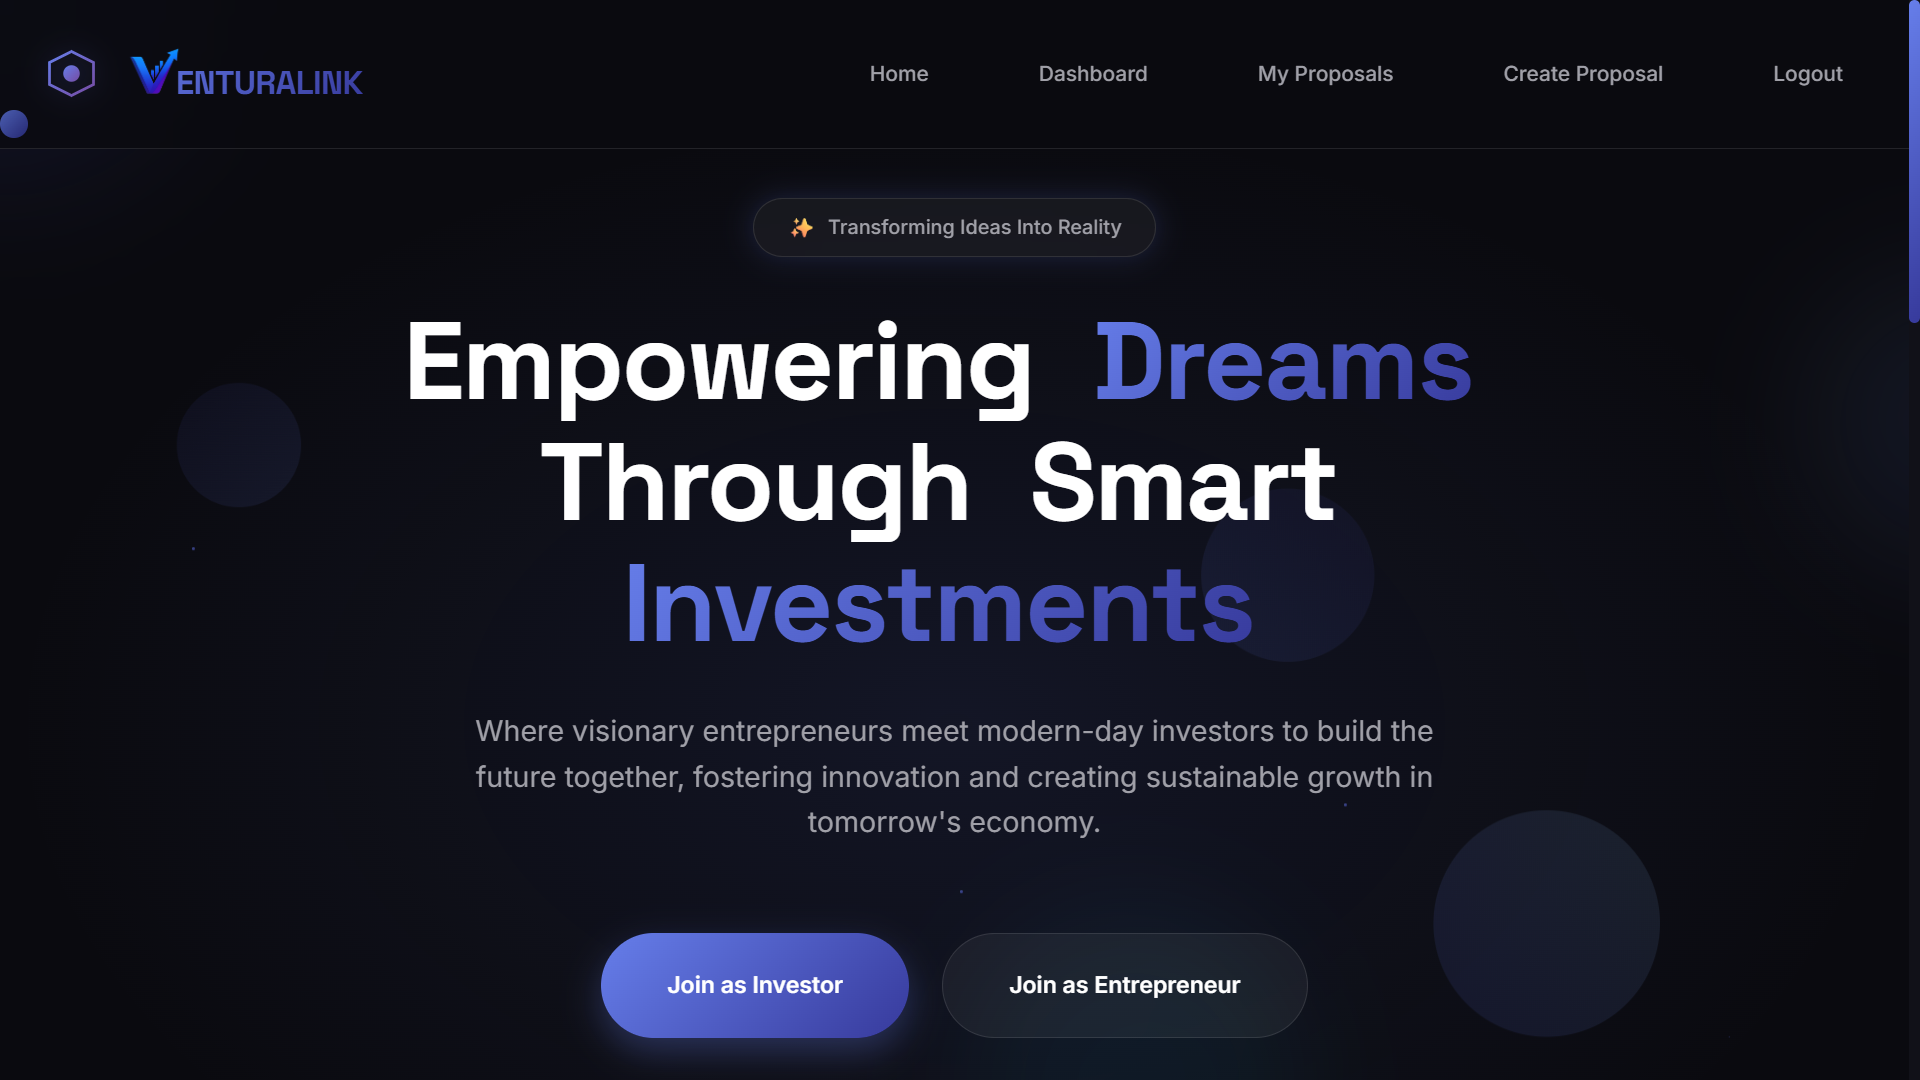 VENTURALINK
Home
Dashboard
My Proposals
Create Proposal
Logout
✨ Transforming Ideas Into Reality
Empowering Dreams
Through Smart
Investments
Where visionary entrepreneurs meet modern-day investors to build the
future together, fostering innovation and creating sustainable growth in
tomorrow's economy.
Join as Investor
Join as Entrepreneur